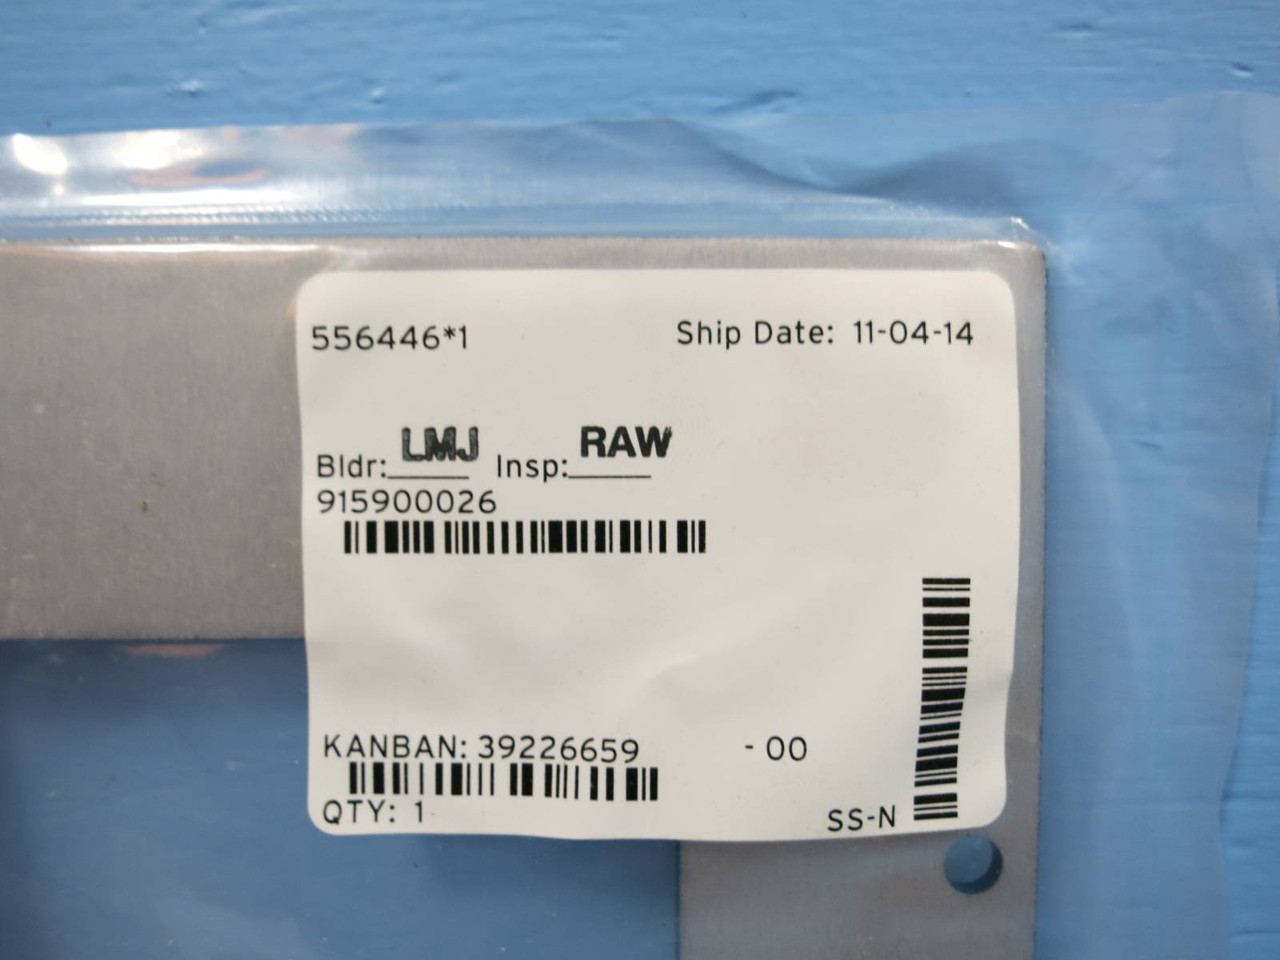 556446*1 Ship Date: 11-04-14
Bldr: LMJ Insp: RAW
915900026
KANBAN: 39226659 - 00
QTY: 1
SS-N